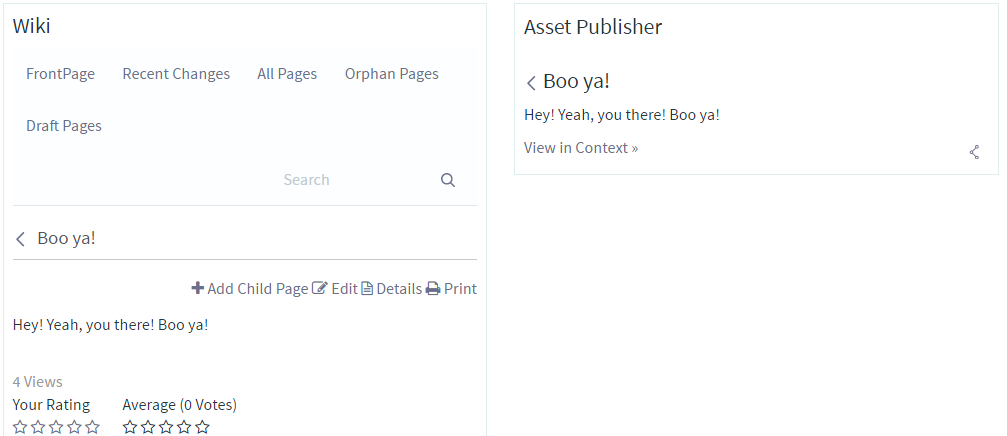 Wiki
FrontPage Recent Changes All Pages Orphan Pages
Draft Pages
Search
Boo ya!
Add Child Page Edit Details Print
Hey! Yeah, you there! Boo ya!
4 Views
Your Rating Average (0 Votes)
Asset Publisher
Boo ya!
Hey! Yeah, you there! Boo ya!
View in Context »